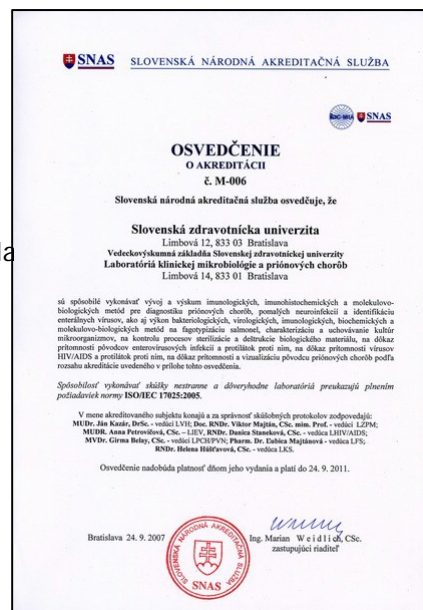 SNAS SLOVENSKÁ NÁRODNÁ AKREDITAČNÁ SLUŽBA
SNAS
OSVEDČENIE
O AKREDITÁCII
č. M-006
Slovenská národná akreditačná služba osvedčuje, že
Slovenská zdravotnícka univerzita
Limbová 12, 833 03 Bratislava
Vedeckovýskumná základňa Slovenskej zdravotníckej univerzity
Laboratóriá klinickej mikrobiológie a priónových chorôb
Limbová 14, 833 01 Bratislava
sú spôsobilé vykonávať vývoj a výskum imunologických, imunohistochemických a molekulovo-
biologických metód pre diagnostiku priónových chorôb, pomalých neuroinfekcií a identifikáciu
enterálnych vírusov, ako aj výkon bakteriologických, virologických, imunologických, biochemických a
molekulovo-biologických metód na fagotypizáciu salmonel, charakterizáciu a uchovávanie kultúr
mikroorganizmov, na kontrolu procesov sterilizácie a deštrukcie biologického materiálu, na dôkaz
prítomnosti pôvodcov enterovírusových infekcií a protilátok proti nim, na dôkaz prítomnosti vírusov
HIV/AIDS a protilátok proti nim, na dôkaz prítomnosti a vizualizáciu pôvodcu priónových chorôb podľa
rozsahu akreditácie uvedeného v prílohe tohto osvedčenia.
Spôsobilosť vykonávať skúšky nestranne a dôveryhodne laboratóriá preukazujú plnením
požiadaviek normy ISO/IEC 17025:2005.
V mene akreditovaného subjektu konajú a za správnosť skúšobných protokolov zodpovedajú:
MUDr. Ján Kazár, DrSc. - vedúci LVH; Doc. RNDr. Viktor Majtán, CSc. mim. Prof. - vedúci LZPM;
MUDR. Anna Petrovičová, CSc. – LIEV, RNDr. Danica Staneková, CSc. - vedúca LHIV/AIDS;
MVDr. Girma Belay, CSc. - vedúci LPCH/PVN; Pharm. Dr. Ľubica Majtánová - vedúca LFS;
RNDr. Helena Húšťavová, CSc. - vedúca LKS.
Osvedčenie nadobúda platnosť dňom jeho vydania a platí do 24. 9. 2011.
Bratislava 24. 9. 2007
Ing. Marian Weidlich, CSc.
zastupujúci riaditeľ
SLOVENSKÁ NÁRODNÁ AKREDITAČNÁ SLUŽBA
SNAS